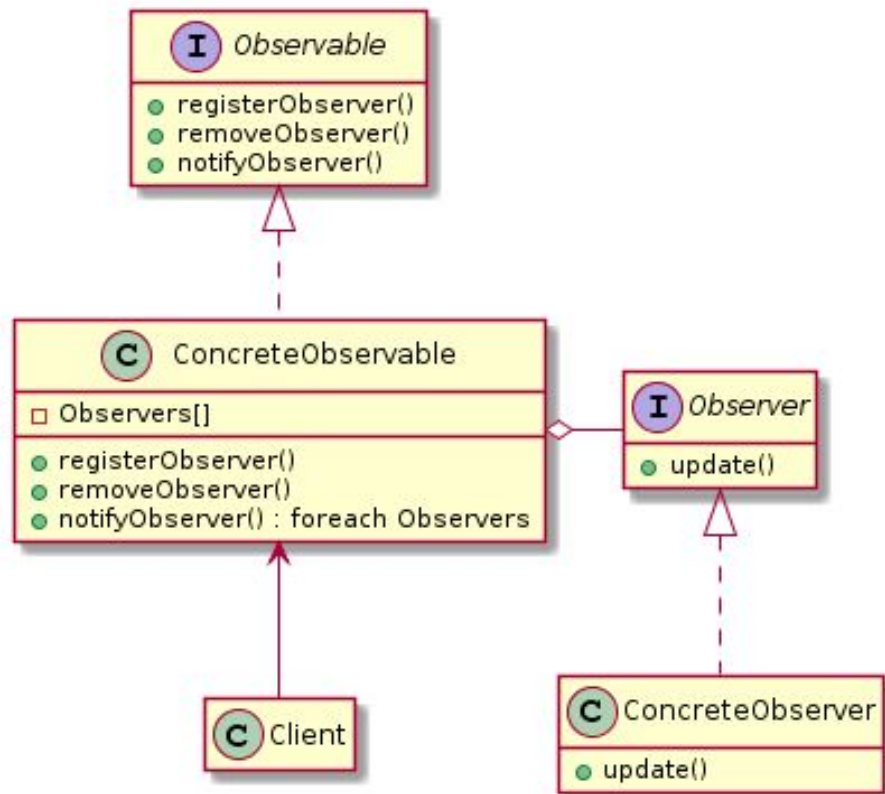 I Observable
registerObserver()
removeObserver()
notifyObserver()
C ConcreteObservable
Observers[]
registerObserver()
removeObserver()
notifyObserver() : foreach Observers
I Observer
update()
C Client
C ConcreteObserver
update()